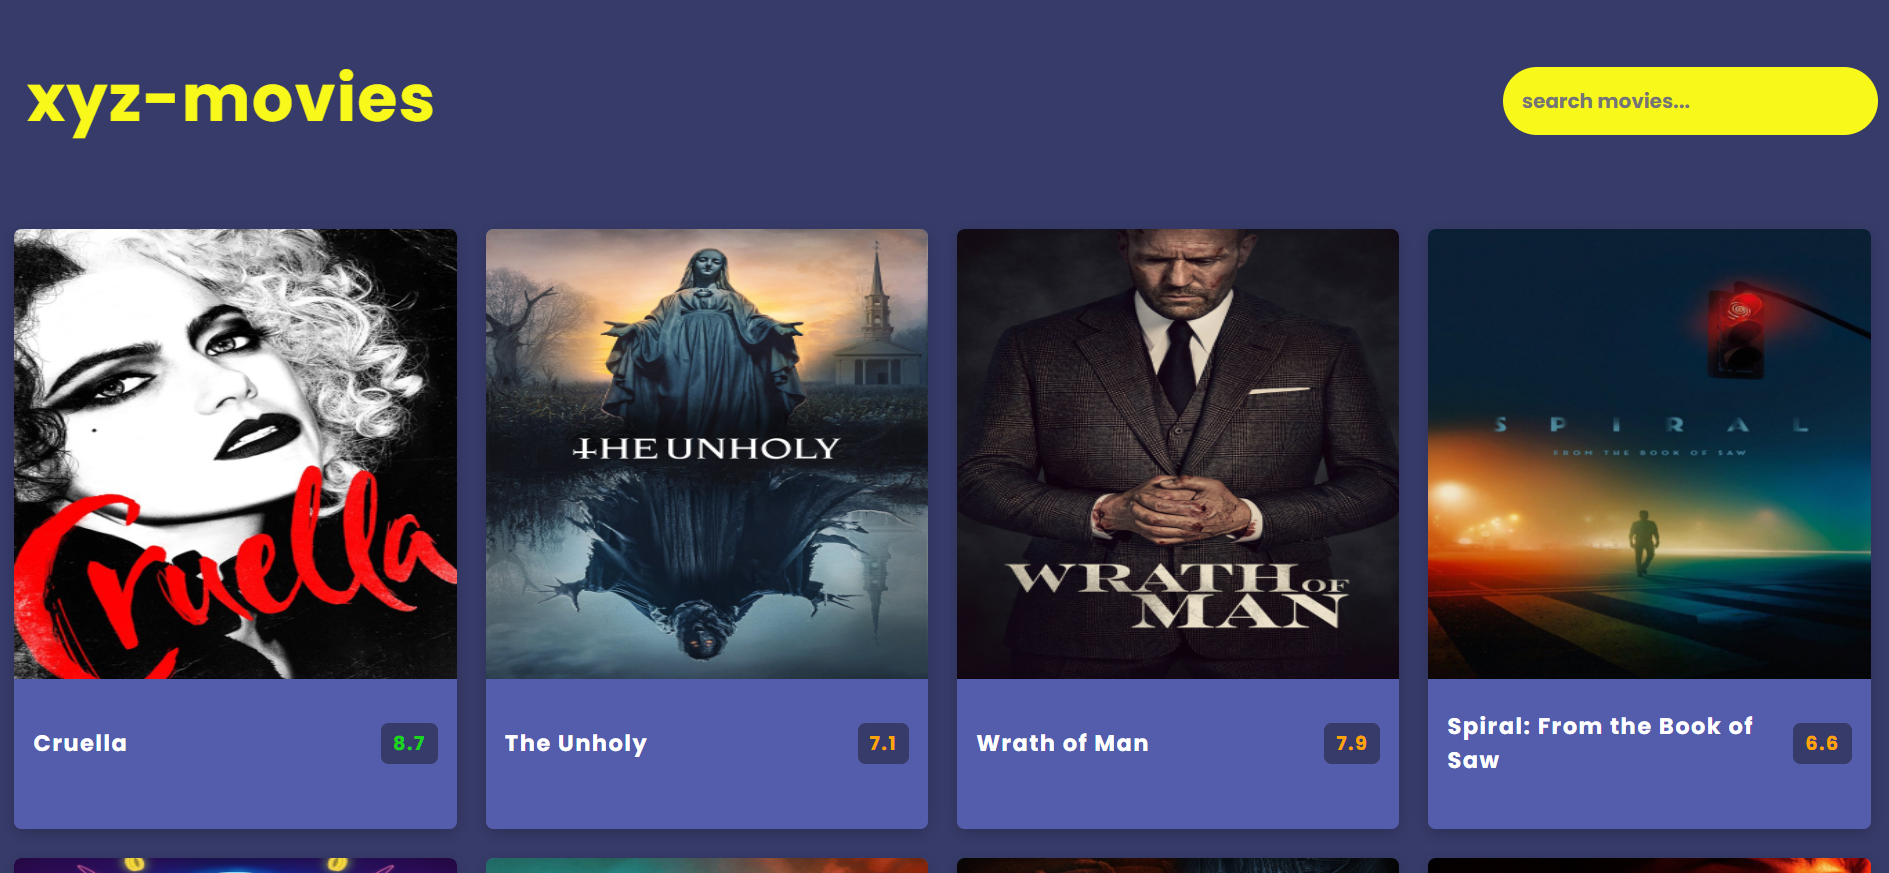 xyz-movies
search movies...
Cruella
THE UNHOLY
WRATH OF
MAN
SPIRAL
FROM THE BOOK OF SAW
Cruella
8.7
The Unholy
7.1
Wrath of Man
7.9
Spiral: From the Book of
Saw
6.6